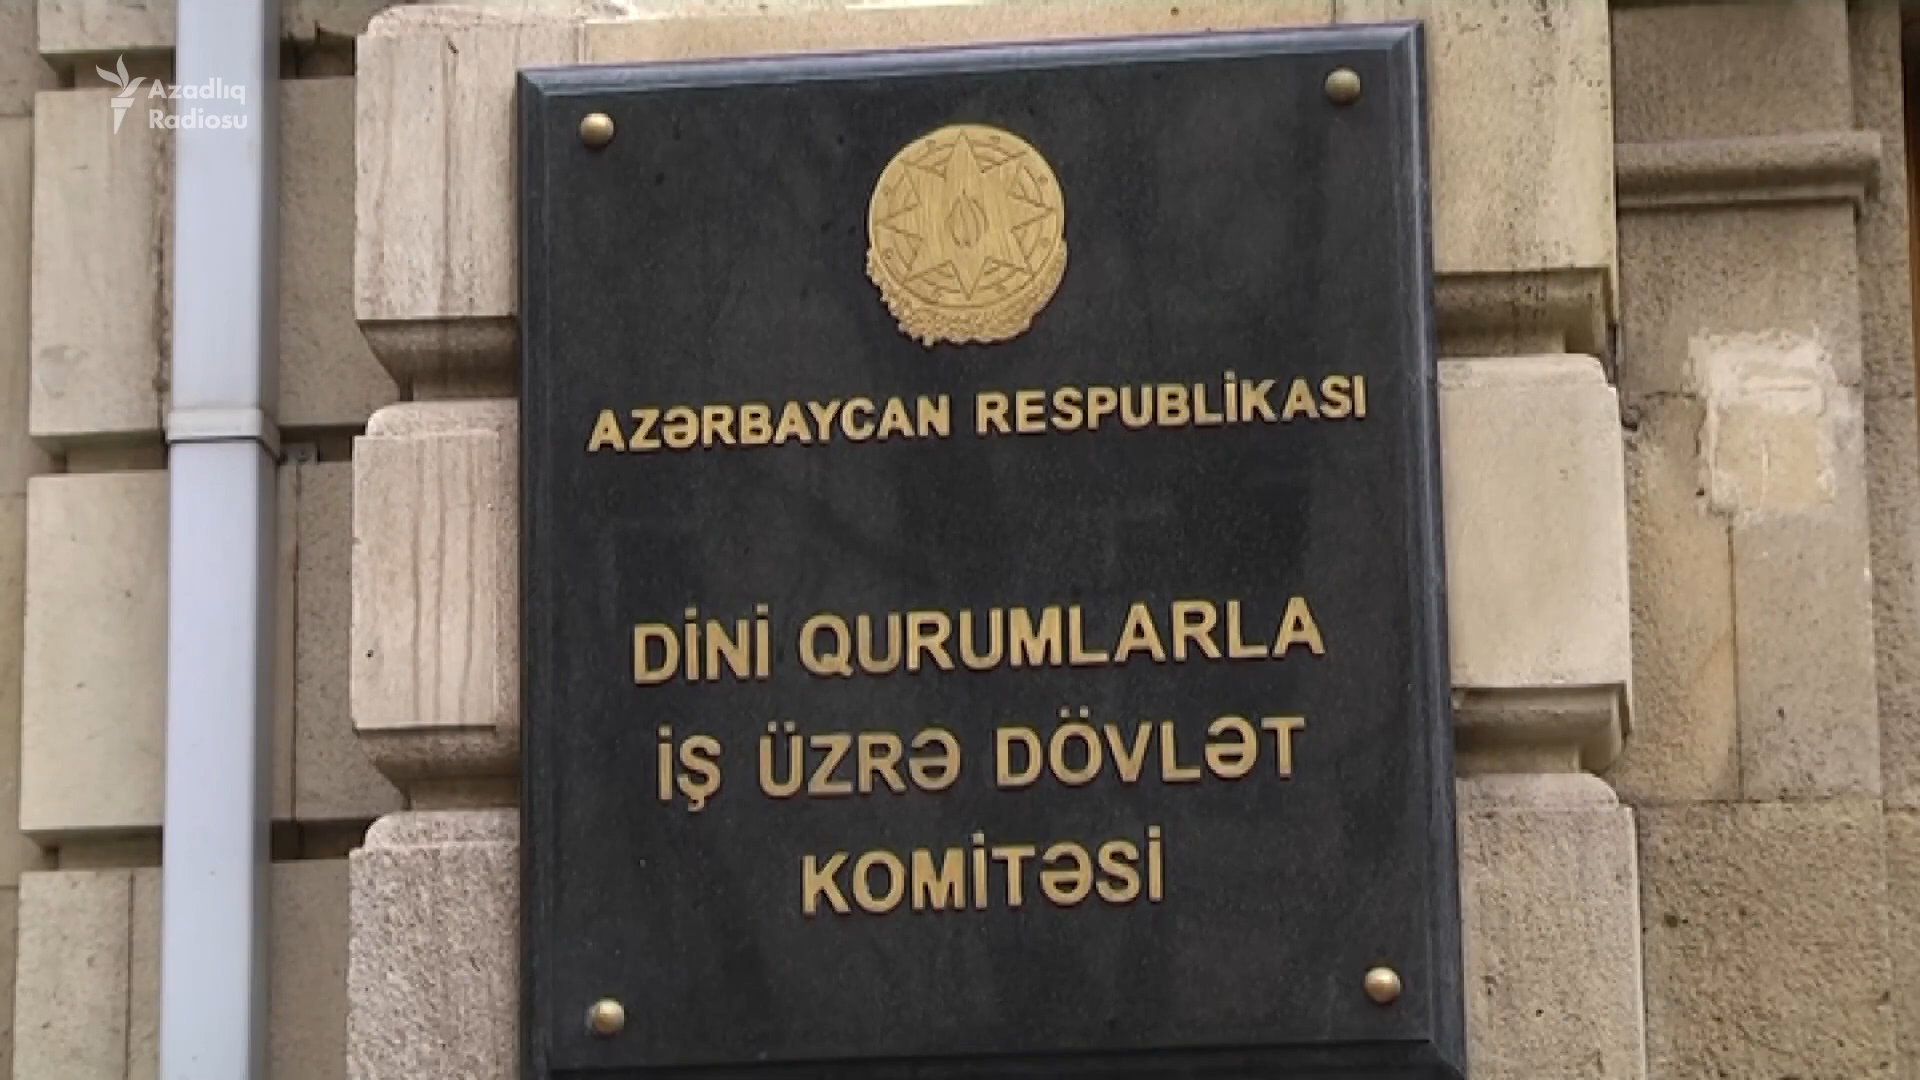 Azadlıq
Radiosu
AZƏRBAYCAN RESPUBLİKASI
DİNİ QURUMLARLA
İŞ ÜZRƏ DÖVLƏT
KOMİTƏSİ